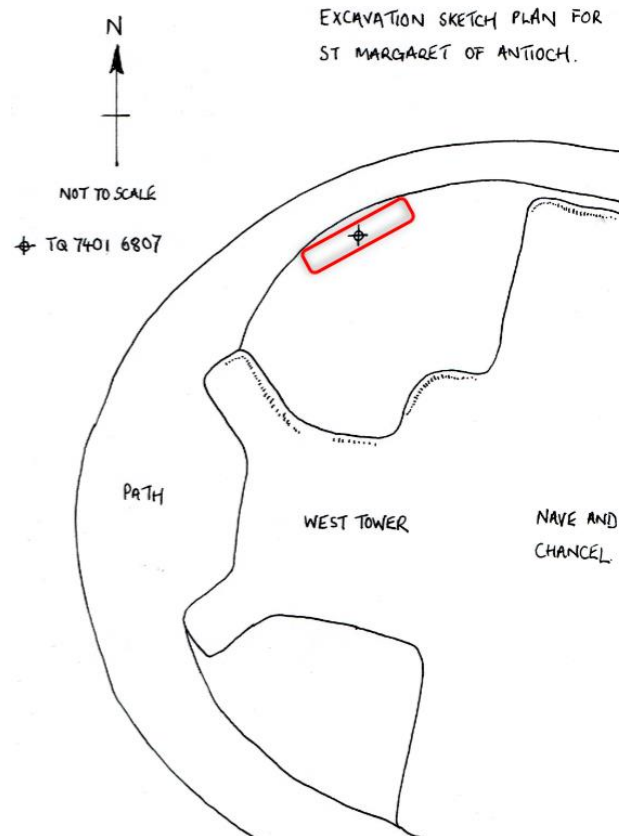 EXCAVATION SKETCH PLAN FOR
ST MARGARET OF ANTIOCH.
N
NOT TO SCALE
TQ 7401 6807
PATH
WEST TOWER
NAVE AND
CHANCEL